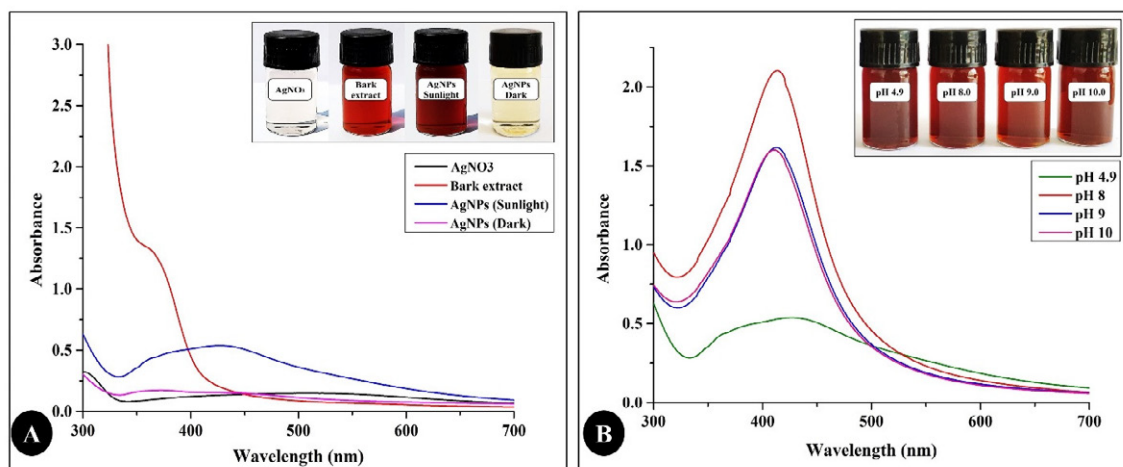 3.0
2.5
2.0
1.5
1.0
0.5
0.0
Absorbance
300
400
500
600
700
Wavelength (nm)
AgNO₃
Bark
extract
AgNPs
Sunlight
AgNPs
Dark
AgNO3
Bark extract
AgNPs (Sunlight)
AgNPs (Dark)
A
2.0
1.5
1.0
0.5
0.0
Absorbance
300
400
500
600
700
Wavelength (nm)
pH 4.9
pH 8.0
pH 9.0
pH 10.0
pH 4.9
pH 8
pH 9
pH 10
B